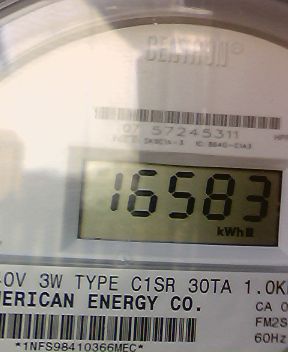 CENTRON®
07 57245311
16583
kWh
0V 3W TYPE C1SR 30TA 1.0K
MERICAN ENERGY CO.
CA 0
FM2S
*1NFS98410366MEC*
60Hz